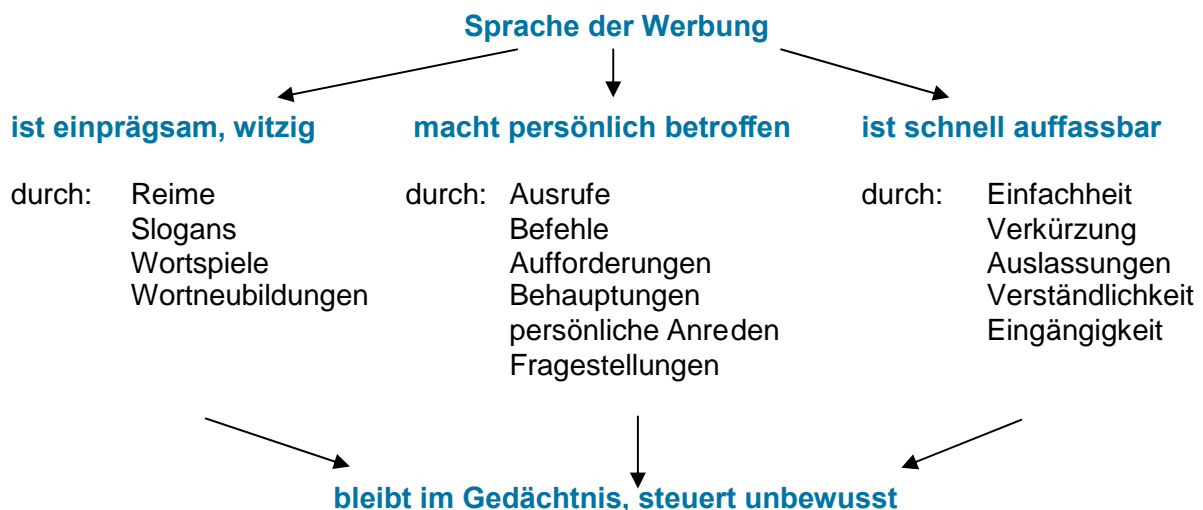 Sprache der Werbung
ist einprägsam, witzig
durch: Reime
Slogans
Wortspiele
Wortneubildungen
macht persönlich betroffen
durch: Ausrufe
Befehle
Aufforderungen
Behauptungen
persönliche Anreden
Fragestellungen
ist schnell auffassbar
durch: Einfachheit
Verkürzung
Auslassungen
Verständlichkeit
Eingängigkeit
bleibt im Gedächtnis, steuert unbewusst